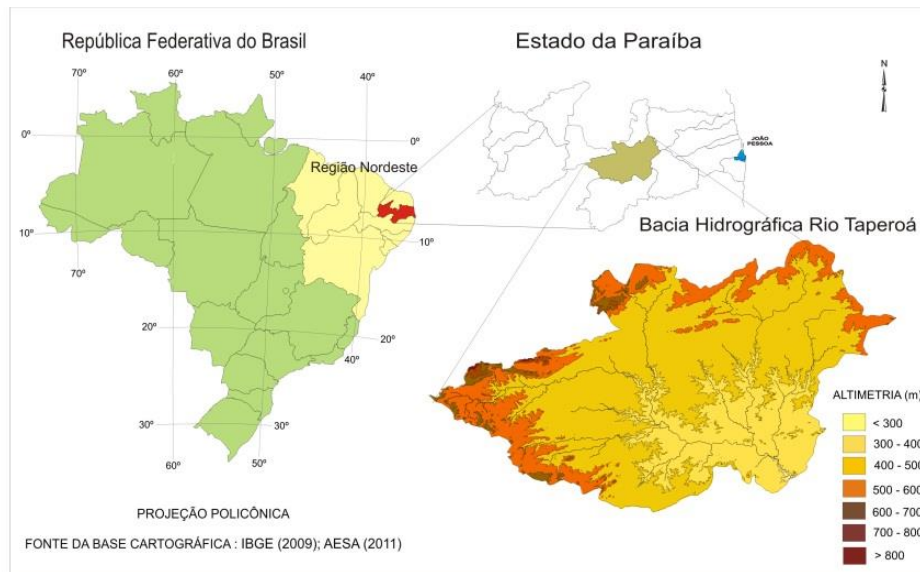 República Federativa do Brasil
Estado da Paraíba
70º
60º
50º
40º
N
0º
0º
JOÃO
PESSOA
Região Nordeste
10º
10º
Bacia Hidrográfica Rio Taperoá
70º
20º
20º
40º
30º
30º
60º
50º
ALTIMETRIA (m)
< 300
300 - 400
400 - 500
500 - 600
600 - 700
700 - 800
> 800
PROJEÇÃO POLICÔNICA
FONTE DA BASE CARTOGRÁFICA : IBGE (2009); AESA (2011)